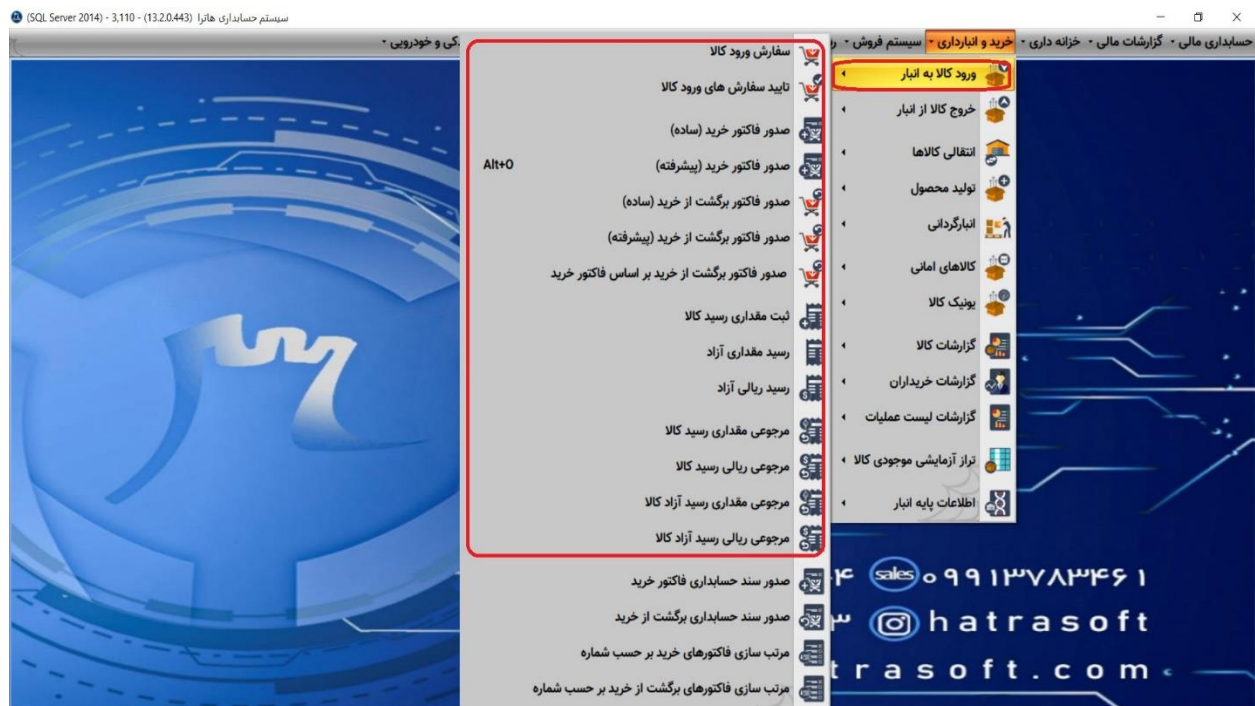 سیستم حسابداری هاترا (13.2.0.443) - 3,110 - (SQL Server 2014)
حسابداری مالی
گزارشات مالی
خزانه داری
خرید و انبارداری
سیستم فروش
دکی و خودرویی
ورود کالا به انبار
خروج کالا از انبار
انتقالی کالاها
تولید محصول
انبارگردانی
کالاهای امانی
یونیک کالا
گزارشات کالا
گزارشات خریداران
گزارشات لیست عملیات
تراز آزمایشی موجودی کالا
اطلاعات پایه انبار
سفارش ورود کالا
تایید سفارش های ورود کالا
صدور فاکتور خرید (ساده)
صدور فاکتور خرید (پیشرفته) Alt+O
صدور فاکتور برگشت از خرید (ساده)
صدور فاکتور برگشت از خرید (پیشرفته)
صدور فاکتور برگشت از خرید بر اساس فاکتور خرید
ثبت مقداری رسید کالا
رسید مقداری آزاد
رسید ریالی آزاد
مرجوعی مقداری رسید کالا
مرجوعی ریالی رسید کالا
مرجوعی مقداری رسید آزاد کالا
مرجوعی ریالی رسید آزاد کالا
صدور سند حسابداری فاکتور خرید
صدور سند حسابداری برگشت از خرید
مرتب سازی فاکتورهای خرید بر حسب شماره
مرتب سازی فاکتورهای برگشت از خرید بر حسب شماره
sales ۰۹۹۱۳۷۸۳۴۶۱
hatrasoft
trasoft.com